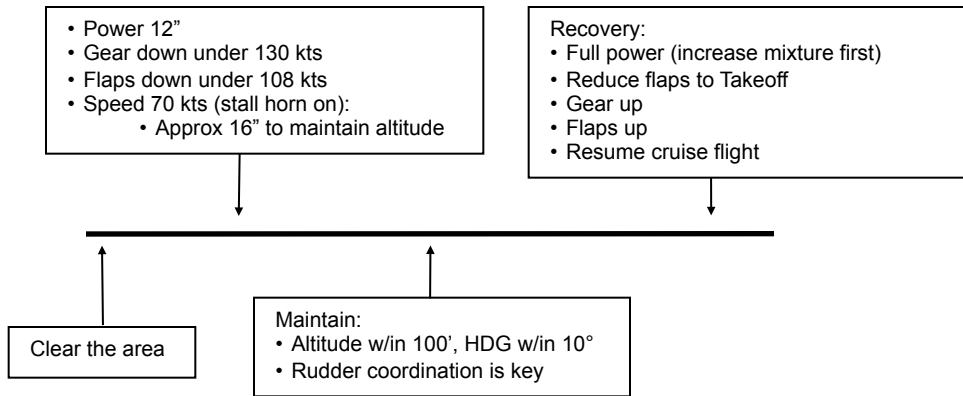 • Power 12”
• Gear down under 130 kts
• Flaps down under 108 kts
• Speed 70 kts (stall horn on):
• Approx 16” to maintain altitude
Recovery:
• Full power (increase mixture first)
• Reduce flaps to Takeoff
• Gear up
• Flaps up
• Resume cruise flight
Clear the area
Maintain:
• Altitude w/in 100’, HDG w/in 10°
• Rudder coordination is key